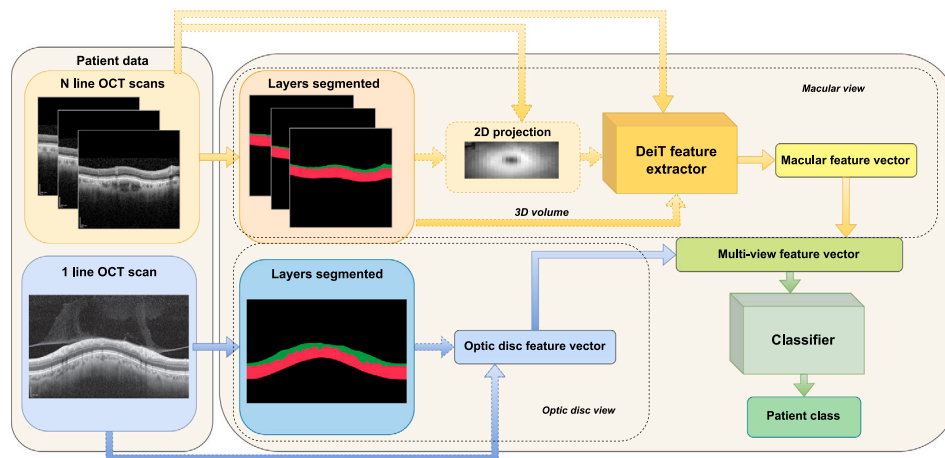 Patient data
N line OCT scans
Layers segmented
Macular view
2D projection
DeiT feature
extractor
Macular feature vector
3D volume
1 line OCT scan
Layers segmented
Multi-view feature vector
Optic disc feature vector
Classifier
Optic disc view
Patient class